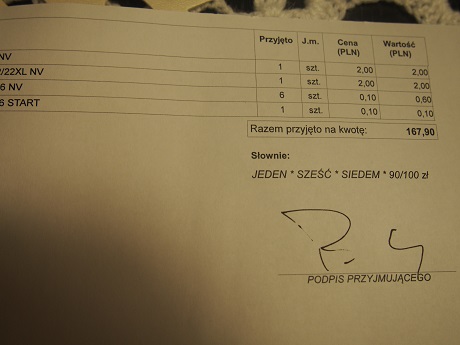 Przyjęto J.m. Cena (PLN) Wartość (PLN)
NV 1 szt. 2,00 2,00
/22XL NV 1 szt. 2,00 2,00
6 NV 6 szt. 0,10 0,60
6 START 1 szt. 0,10 0,10
Razem przyjęto na kwotę: 167,90
Słownie:
JEDEN * SZEŚĆ * SIEDEM * 90/100 zł
PODPIS PRZYJMUJĄCEGO